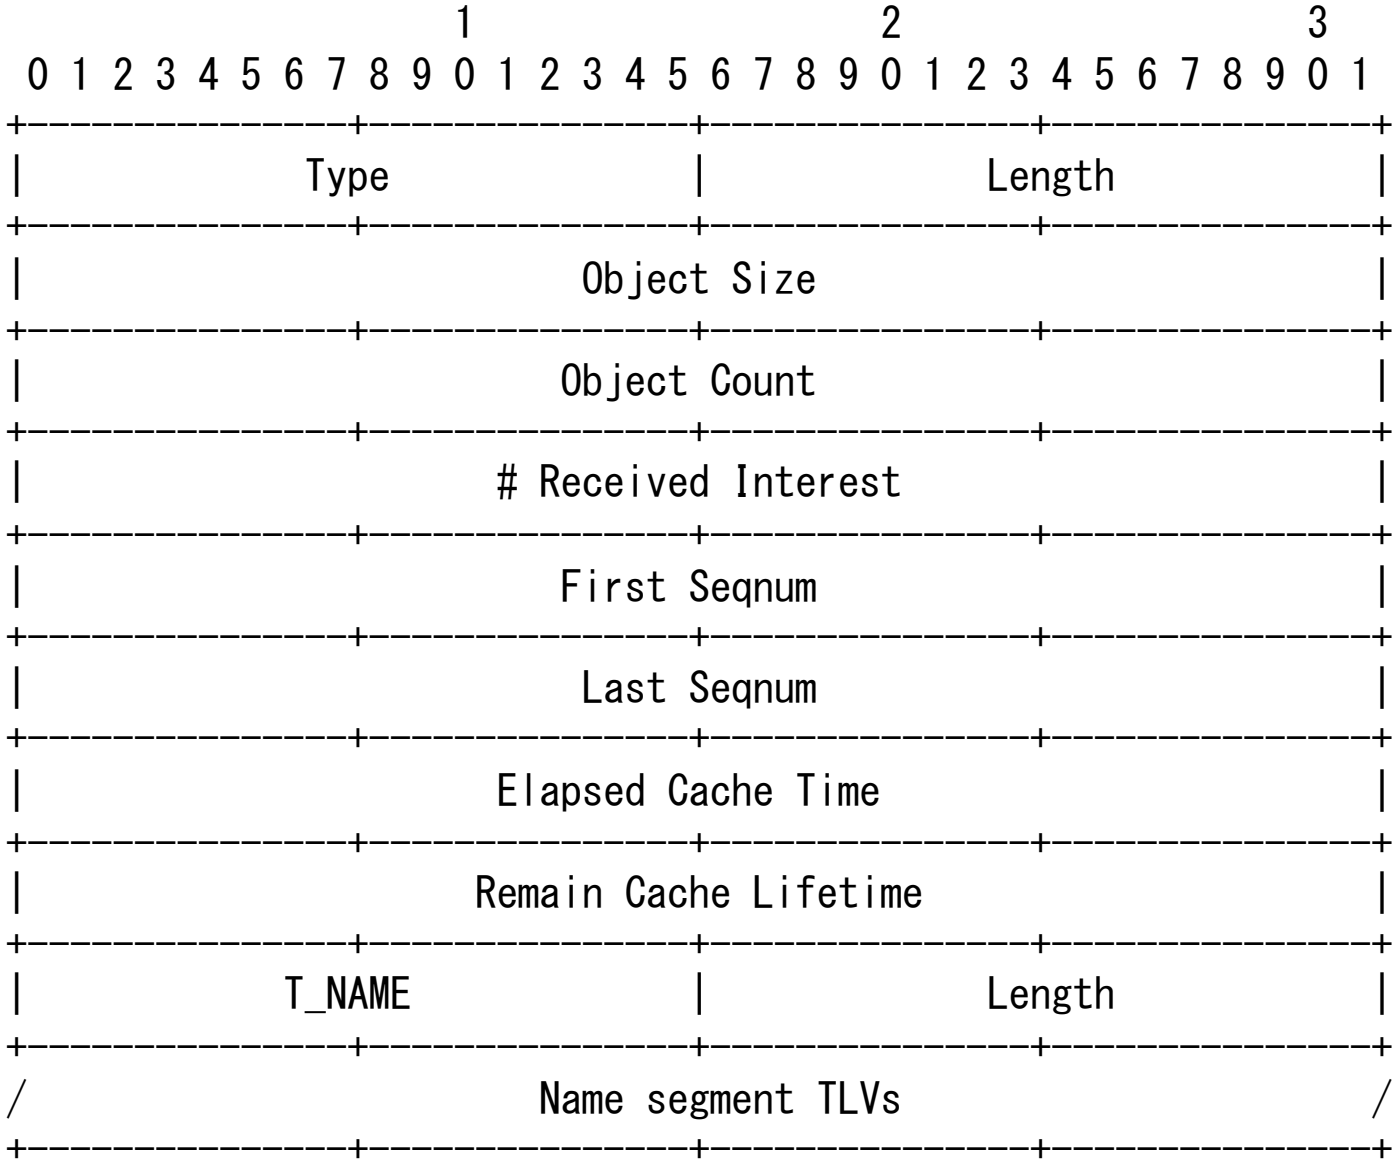 1                   2                   3
 0 1 2 3 4 5 6 7 8 9 0 1 2 3 4 5 6 7 8 9 0 1 2 3 4 5 6 7 8 9 0 1
+---------------+---------------+---------------+---------------+
|             Type              |             Length            |
+---------------+---------------+---------------+---------------+
|                          Object Size                          |
+---------------+---------------+---------------+---------------+
|                         Object Count                          |
+---------------+---------------+---------------+---------------+
|                      # Received Interest                      |
+---------------+---------------+---------------+---------------+
|                         First Seqnum                          |
+---------------+---------------+---------------+---------------+
|                          Last Seqnum                          |
+---------------+---------------+---------------+---------------+
|                      Elapsed Cache Time                       |
+---------------+---------------+---------------+---------------+
|                     Remain Cache Lifetime                     |
+---------------+---------------+---------------+---------------+
|            T_NAME             |             Length            |
+---------------+---------------+---------------+---------------+
/                        Name segment TLVs                      /
+---------------+---------------+---------------+---------------+